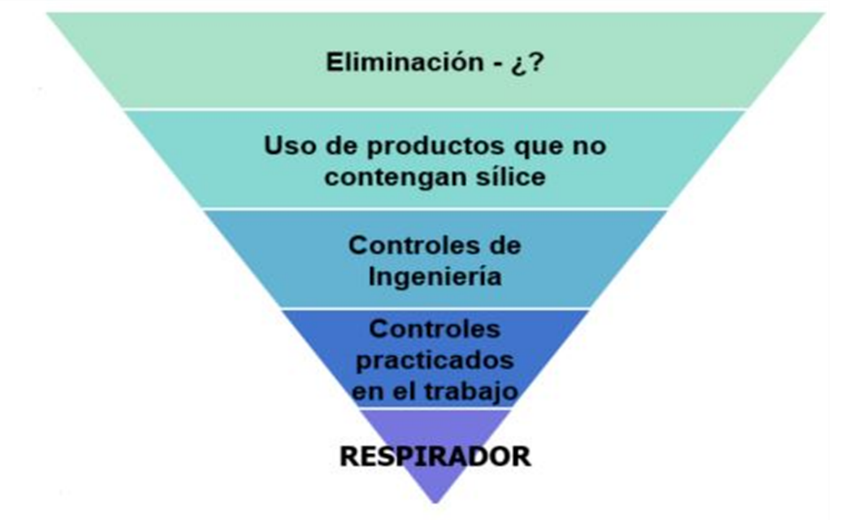 Eliminación - ¿?
Uso de productos que no
contengan sílice
Controles de
Ingeniería
Controles
practicados
en el trabajo
RESPIRADOR